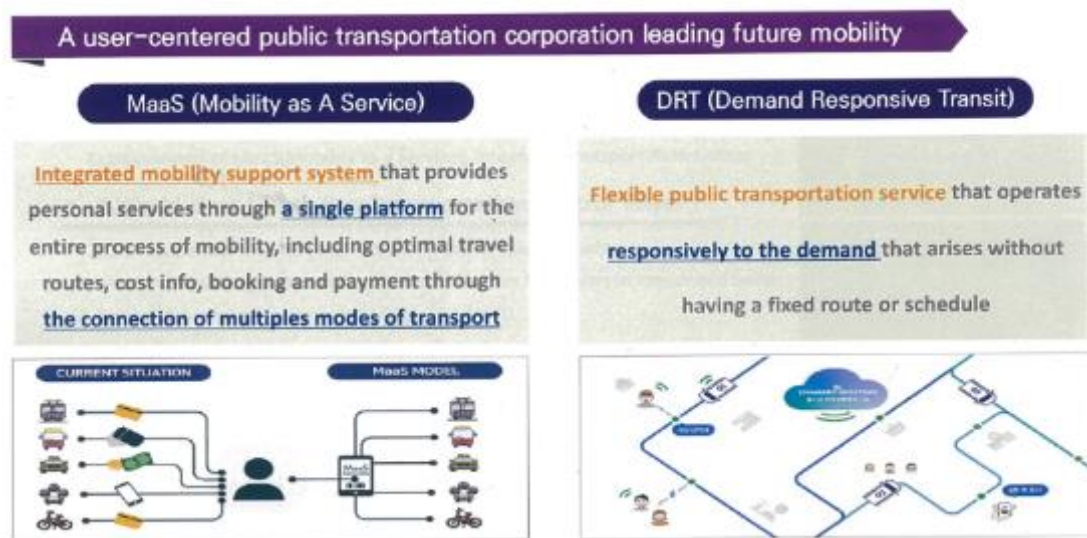 A user-centered public transportation corporation leading future mobility
MaaS (Mobility as A Service)
Integrated mobility support system that provides
personal services through a single platform for the
entire process of mobility, including optimal travel
routes, cost info, booking and payment through
the connection of multiples modes of transport
CURRENT SITUATION
MaaS MODEL
MaaS
DRT (Demand Responsive Transit)
Flexible public transportation service that operates
responsively to the demand that arises without
having a fixed route or schedule